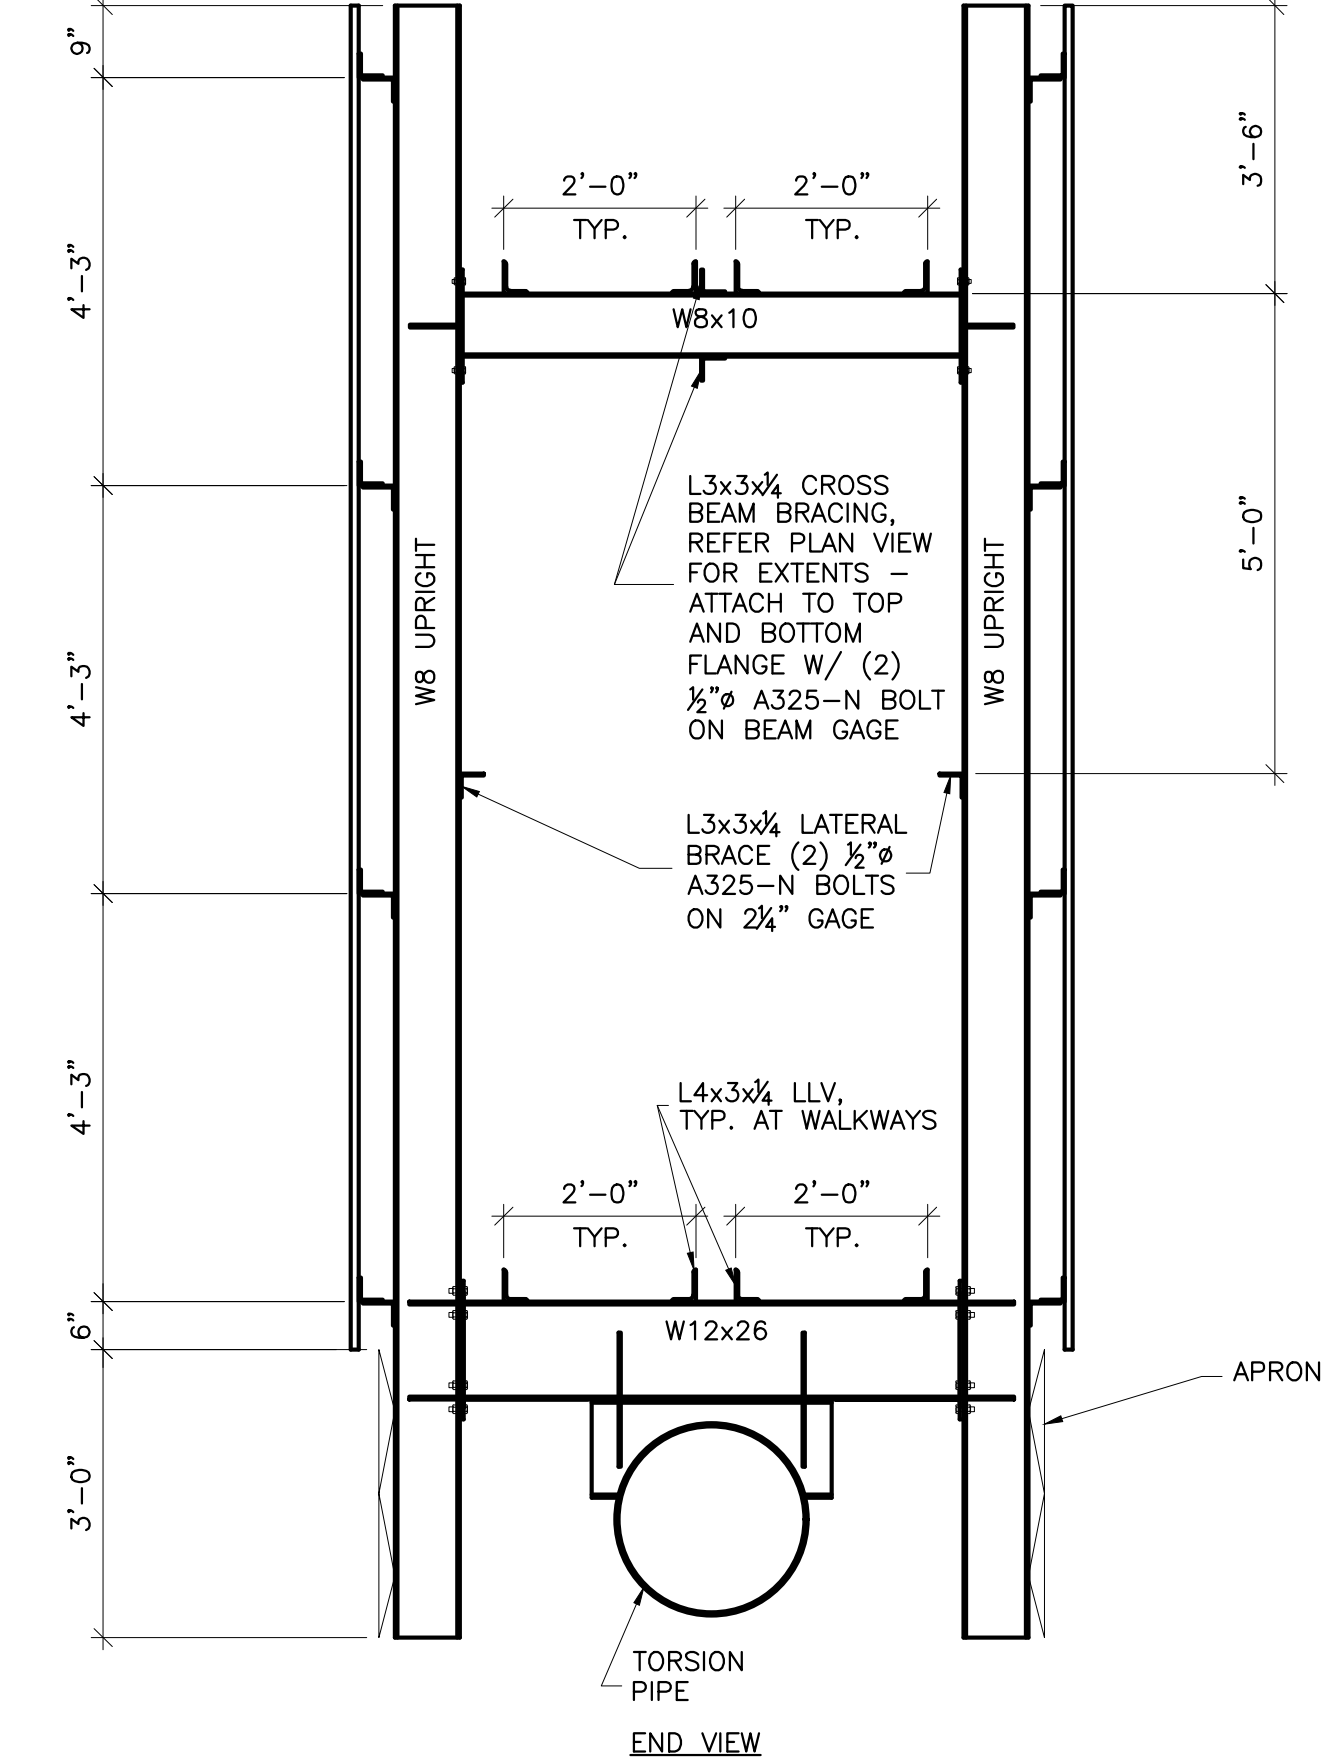 9"
4'-3"
4'-3"
4'-3"
6"
3'-0"
2'-0"
TYP.
2'-0"
TYP.
3'-6"
5'-0"
W8x10
W8 UPRIGHT
W8 UPRIGHT
L3x3x¼ CROSS
BEAM BRACING,
REFER PLAN VIEW
FOR EXTENTS –
ATTACH TO TOP
AND BOTTOM
FLANGE W/ (2)
½"ø A325-N BOLT
ON BEAM GAGE
L3x3x¼ LATERAL
BRACE (2) ½"ø
A325-N BOLTS
ON 2¼" GAGE
L4x3x¼ LLV,
TYP. AT WALKWAYS
2'-0"
TYP.
2'-0"
TYP.
W12x26
APRON
TORSION
PIPE
END VIEW